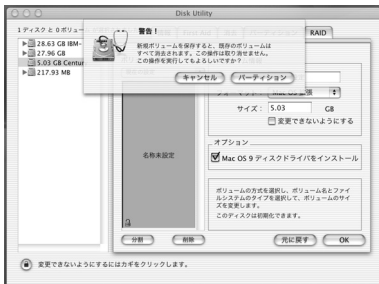 Disk Utility
1ディスク と 0 ボリュー
28.63 GB IBM-
27.96 GB
5.03 GB Centur
217.93 MB
警告！
新規ボリュームを保存すると、既存のボリュームは
すべて消去されます。この操作は取り消せません。
この操作を実行してもよろしいですか？
キャンセル
パーティション
RAID
Mac OS 拡張
サイズ： 5.03 GB
変更できないようにする
名称未設定
オプション
Mac OS 9 ディスクドライバをインストール
ボリュームの方式を選択し、ボリューム名とファイ
ルシステムのタイプを選択して、ボリュームのサイ
ズを変更します。
このディスクは初期化できます。
分割
削除
元に戻す
OK
変更できないようにするにはカギをクリックします。